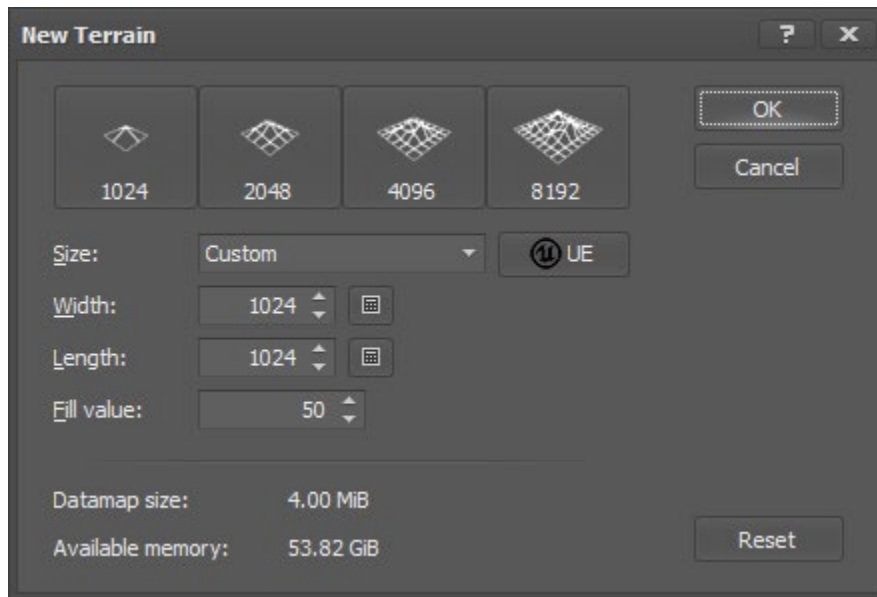 New Terrain
1024 2048 4096 8192
OK
Cancel
Size: Custom UE
Width: 1024
Length: 1024
Fill value: 50
Datamap size: 4.00 MiB
Available memory: 53.82 GiB
Reset